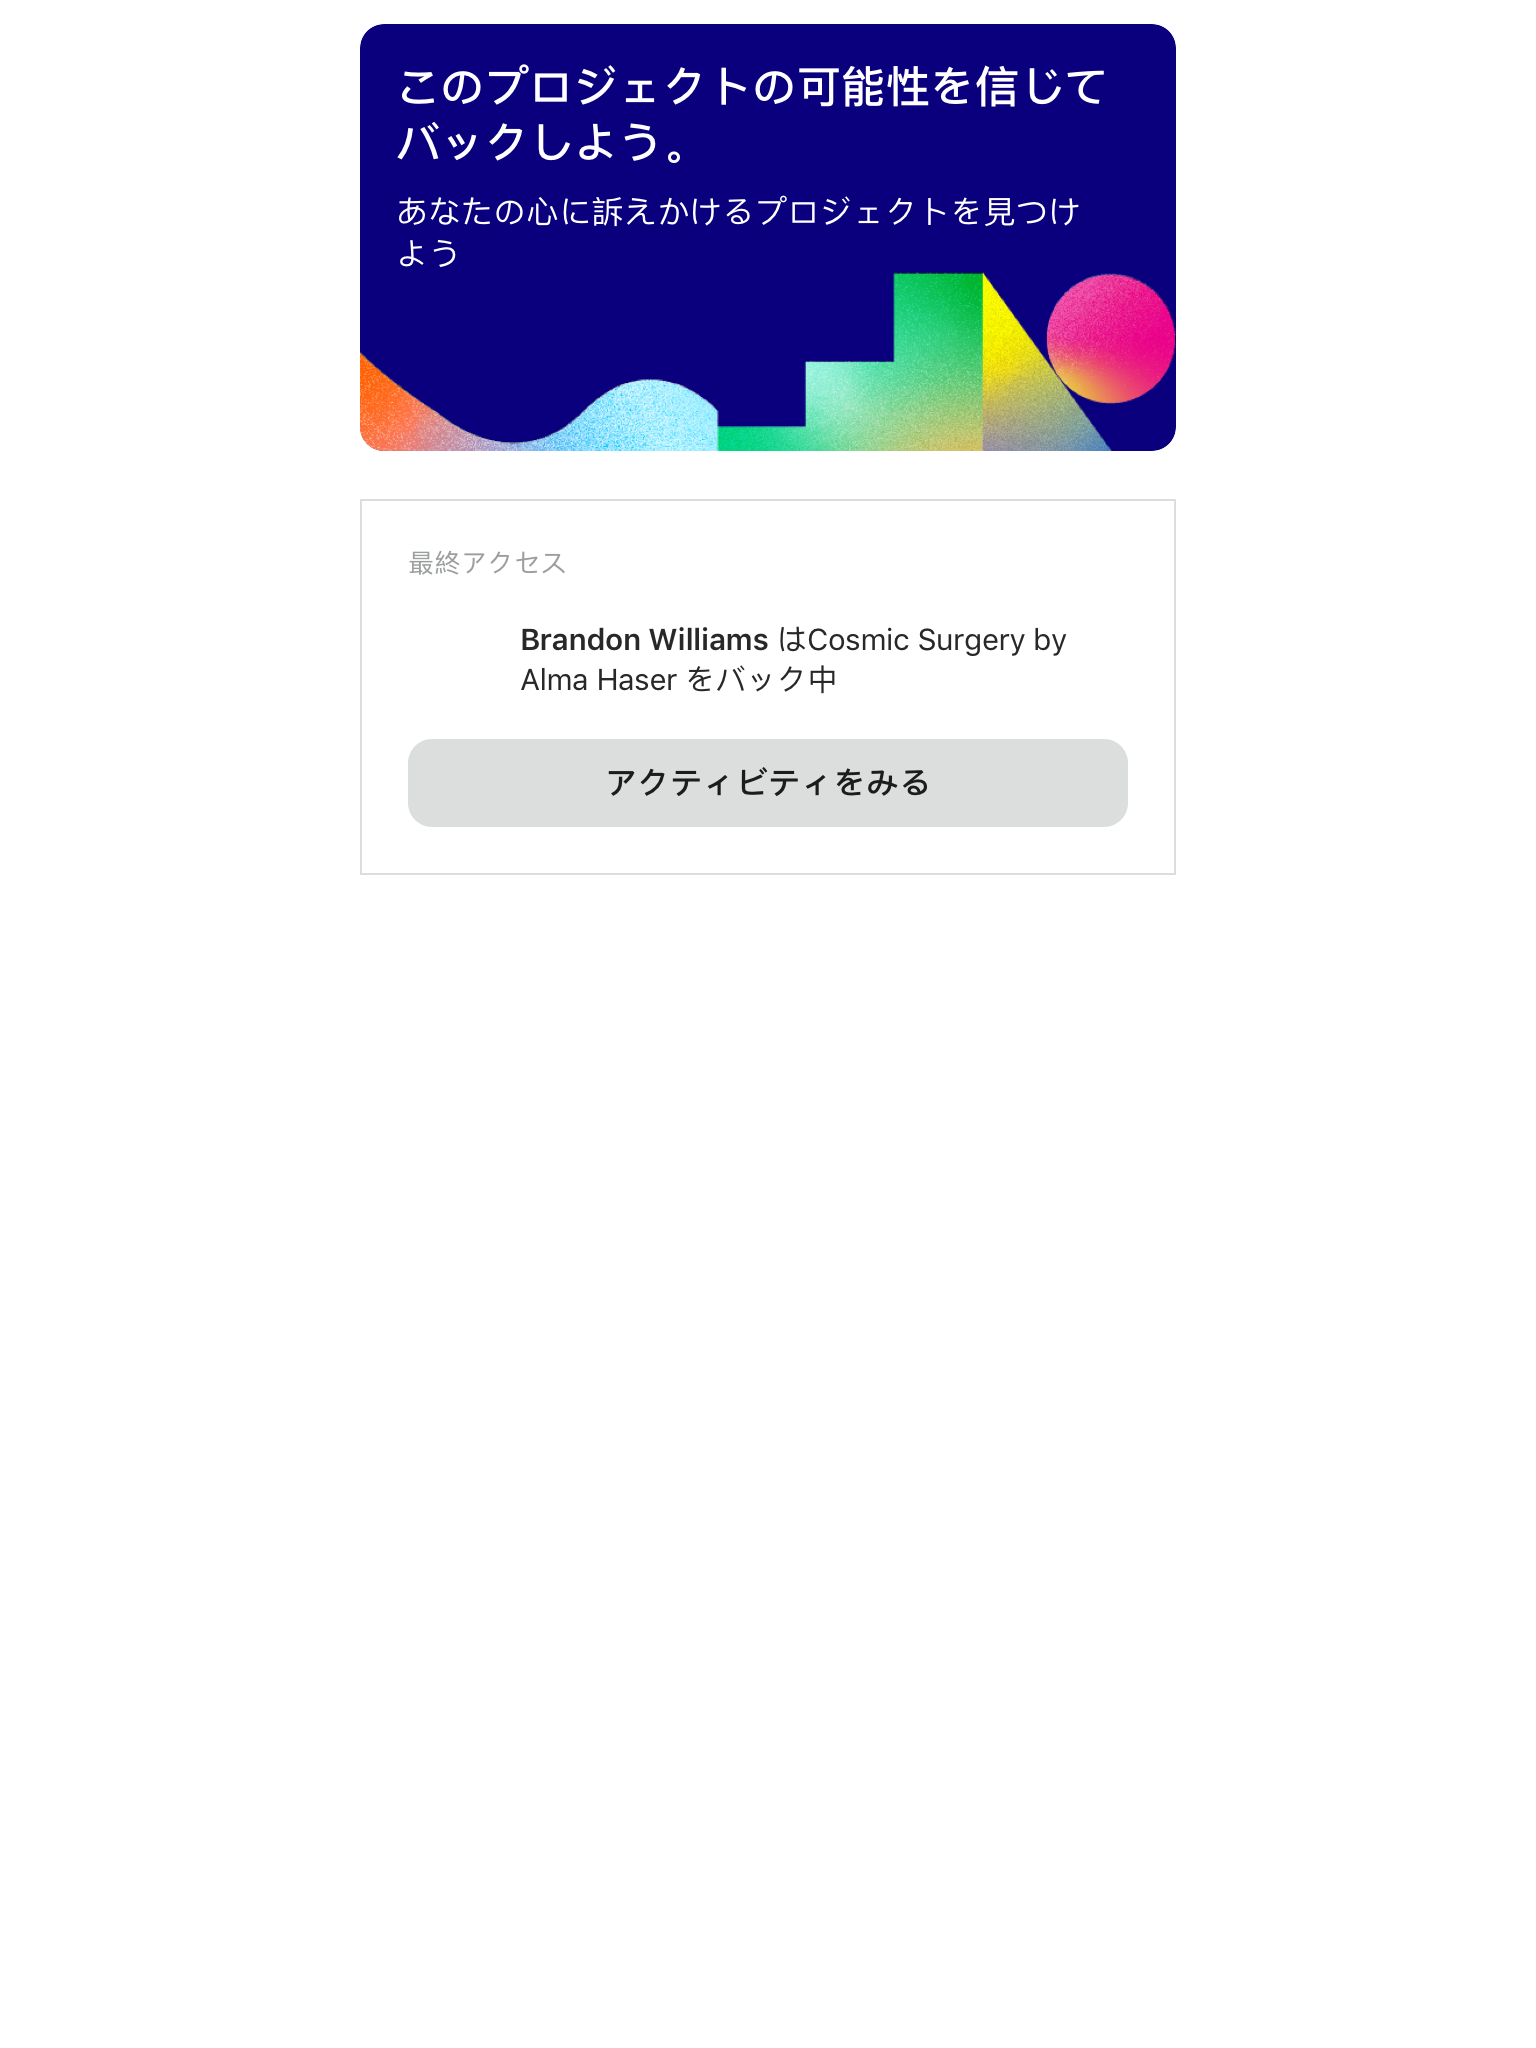 このプロジェクトの可能性を信じて
バックしよう。
あなたの心に訴えかけるプロジェクトを見つけ
よう
最終アクセス
Brandon Williams はCosmic Surgery by
Alma Haser をバック中
アクティビティをみる